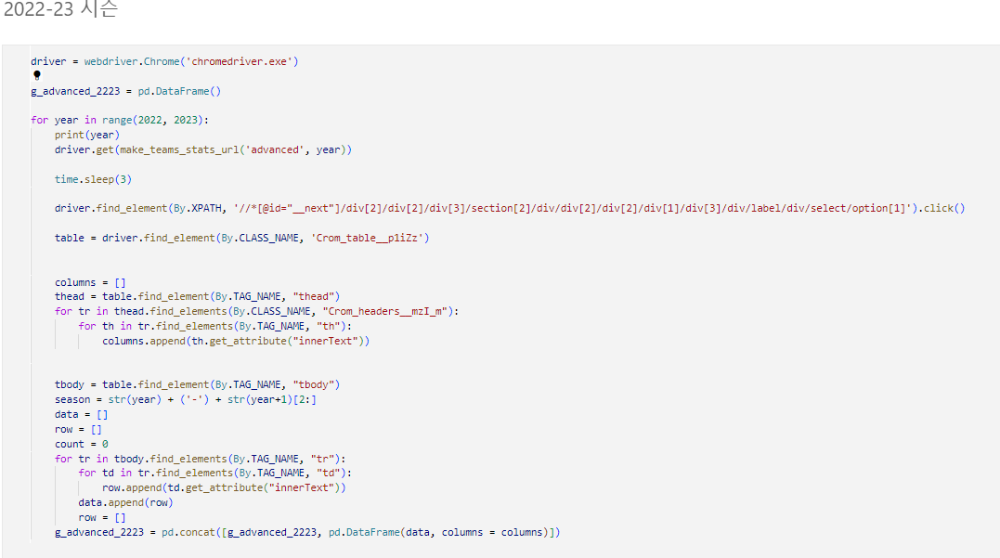 2022-23 시즌
driver = webdriver.Chrome('chromedriver.exe')
g_advanced_2223 = pd.DataFrame()
for year in range(2022, 2023):
    print(year)
    driver.get(make_teams_stats_url('advanced', year))
    time.sleep(3)
    driver.find_element(By.XPATH, '//*[@id="__next"]/div[2]/div[2]/div[3]/section[2]/div/div[2]/div[2]/div[1]/div[3]/div/label/div/select/option[1]').click()
    table = driver.find_element(By.CLASS_NAME, 'Crom_table__p1iZz')
    columns = []
    thead = table.find_element(By.TAG_NAME, "thead")
    for tr in thead.find_elements(By.CLASS_NAME, "Crom_headers__mzI_m"):
        for th in tr.find_elements(By.TAG_NAME, "th"):
            columns.append(th.get_attribute("innerText"))
    tbody = table.find_element(By.TAG_NAME, "tbody")
    season = str(year) + ('-') + str(year+1)[2:]
    data = []
    row = []
    count = 0
    for tr in tbody.find_elements(By.TAG_NAME, "tr"):
        for td in tr.find_elements(By.TAG_NAME, "td"):
            row.append(td.get_attribute("innerText"))
        data.append(row)
        row = []
    g_advanced_2223 = pd.concat([g_advanced_2223, pd.DataFrame(data, columns = columns)])